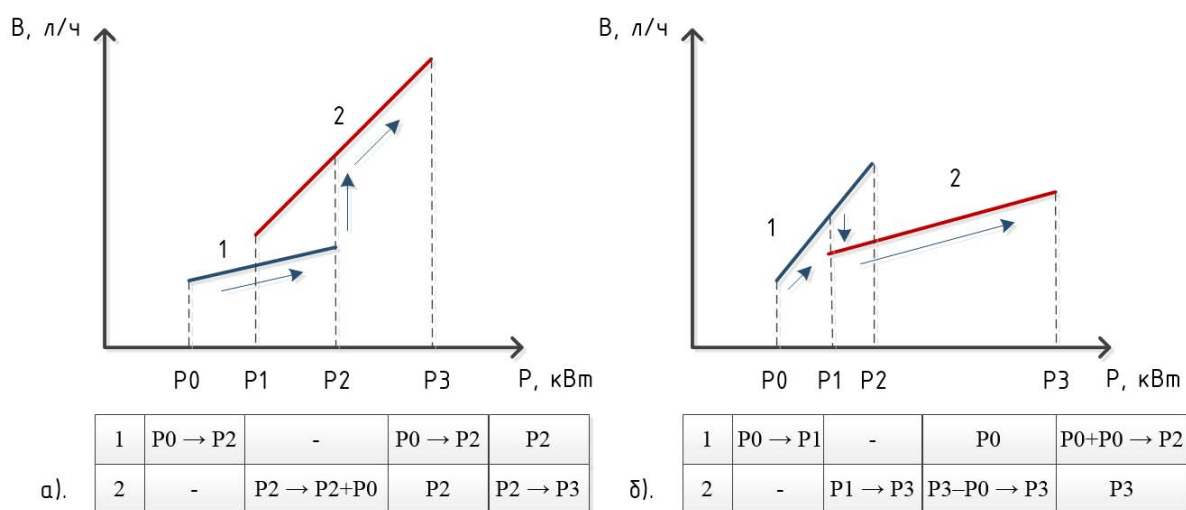 В, л/ч
2
1
P0 P1 P2 P3 P, кВт
1 P0 → P2 - P0 → P2 P2
а). 2 - P2 → P2+P0 P2 P2 → P3
В, л/ч
2
1
P0 P1 P2 P3 P, кВт
1 P0 → P1 - P0 P0+P0 → P2
б). 2 - P1 → P3 P3–P0 → P3 P3